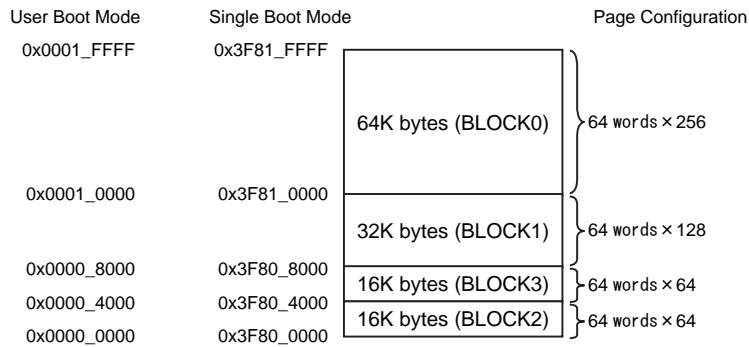 User Boot Mode Single Boot Mode Page Configuration
0x0001_FFFF 0x3F81_FFFF
64K bytes (BLOCK0) 64 words×256
0x0001_0000 0x3F81_0000
32K bytes (BLOCK1) 64 words×128
0x0000_8000 0x3F80_8000
16K bytes (BLOCK3) 64 words×64
0x0000_4000 0x3F80_4000
16K bytes (BLOCK2) 64 words×64
0x0000_0000 0x3F80_0000